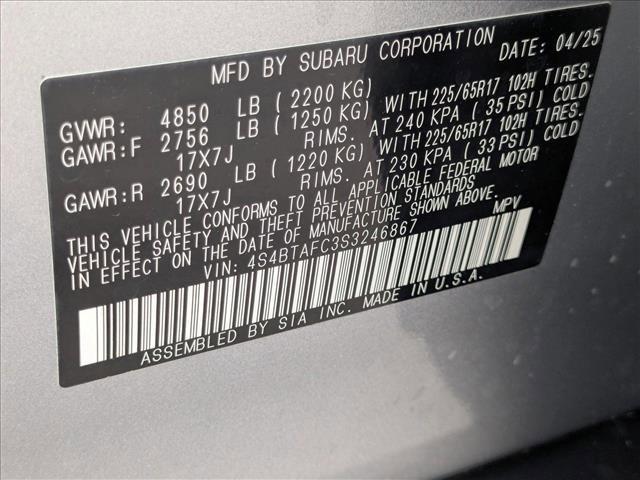 MFD BY SUBARU CORPORATION DATE: 04/25
GVWR: 4850 LB (2200 KG)
GAWR:F 2756 LB (1250 KG) WITH 225/65R17 102H TIRES.
17X7J RIMS. AT 240 KPA (35 PSI) COLD
GAWR:R 2690 LB (1220 KG) WITH 225/65R17 102H TIRES.
17X7J RIMS. AT 230 KPA (33 PSI) COLD
THIS VEHICLE CONFORMS TO ALL APPLICABLE FEDERAL MOTOR
VEHICLE SAFETY AND THEFT PREVENTION STANDARDS
IN EFFECT ON THE DATE OF MANUFACTURE SHOWN ABOVE.
VIN: 4S4BTAFC3S3246867 MPV
ASSEMBLED BY SIA INC. MADE IN U.S.A.